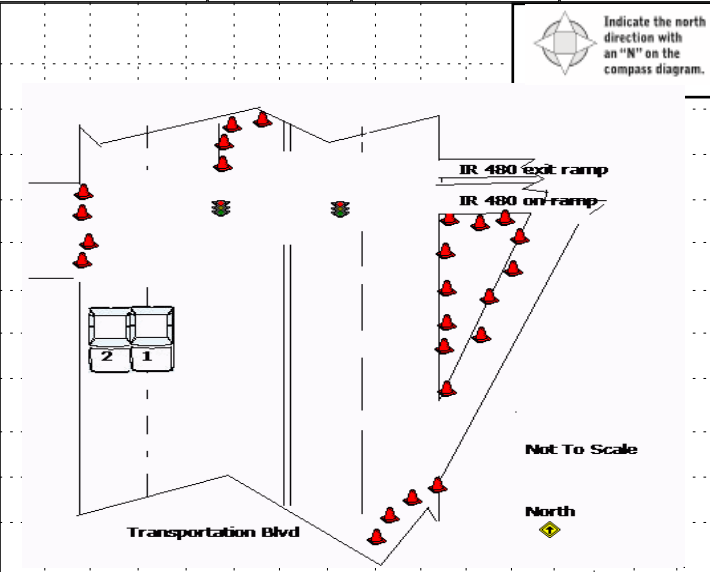 Indicate the north
direction with
an “N” on the
compass diagram.
IR 480 exit ramp
IR 480 on ramp
2 1
Not To Scale
North
Transportation Blvd